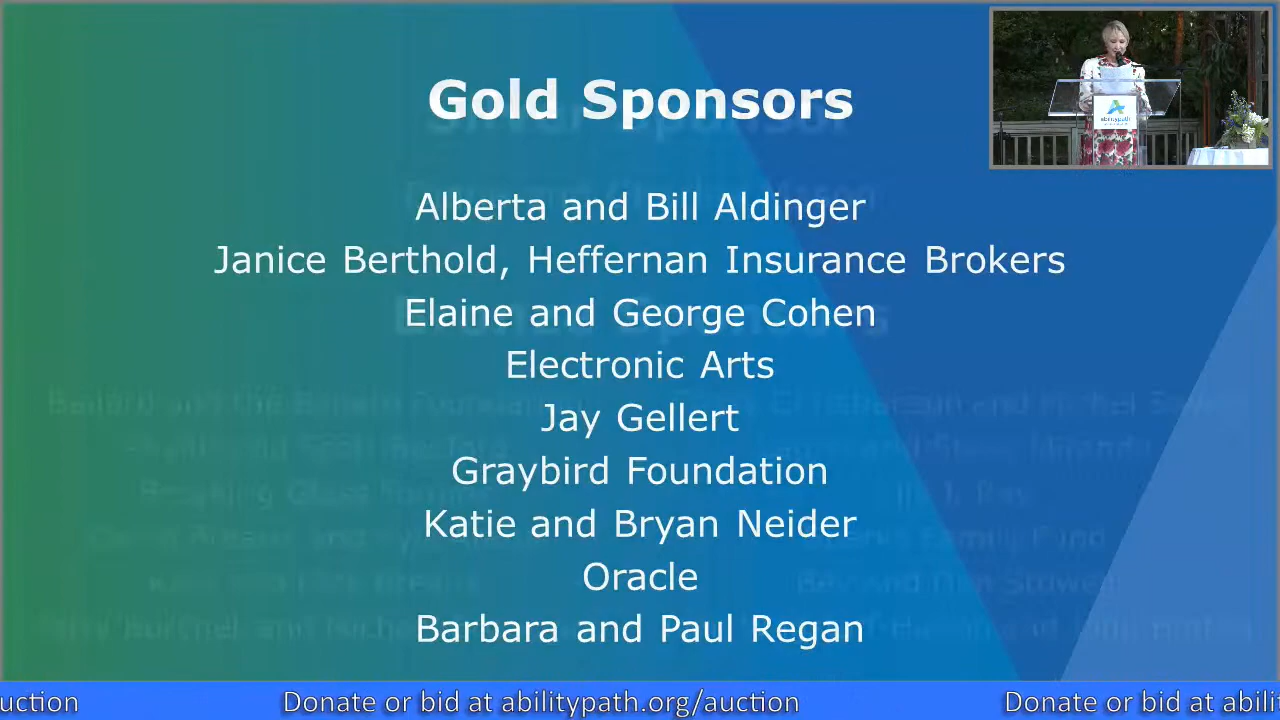 Gold Sponsors
Alberta and Bill Aldinger
Janice Berthold, Heffernan Insurance Brokers
Elaine and George Cohen
Electronic Arts
Jay Gellert
Graybird Foundation
Katie and Bryan Neider
Oracle
Barbara and Paul Regan
abilitypath
uction
Donate or bid at abilitypath.org/auction
Donate or bid at abili